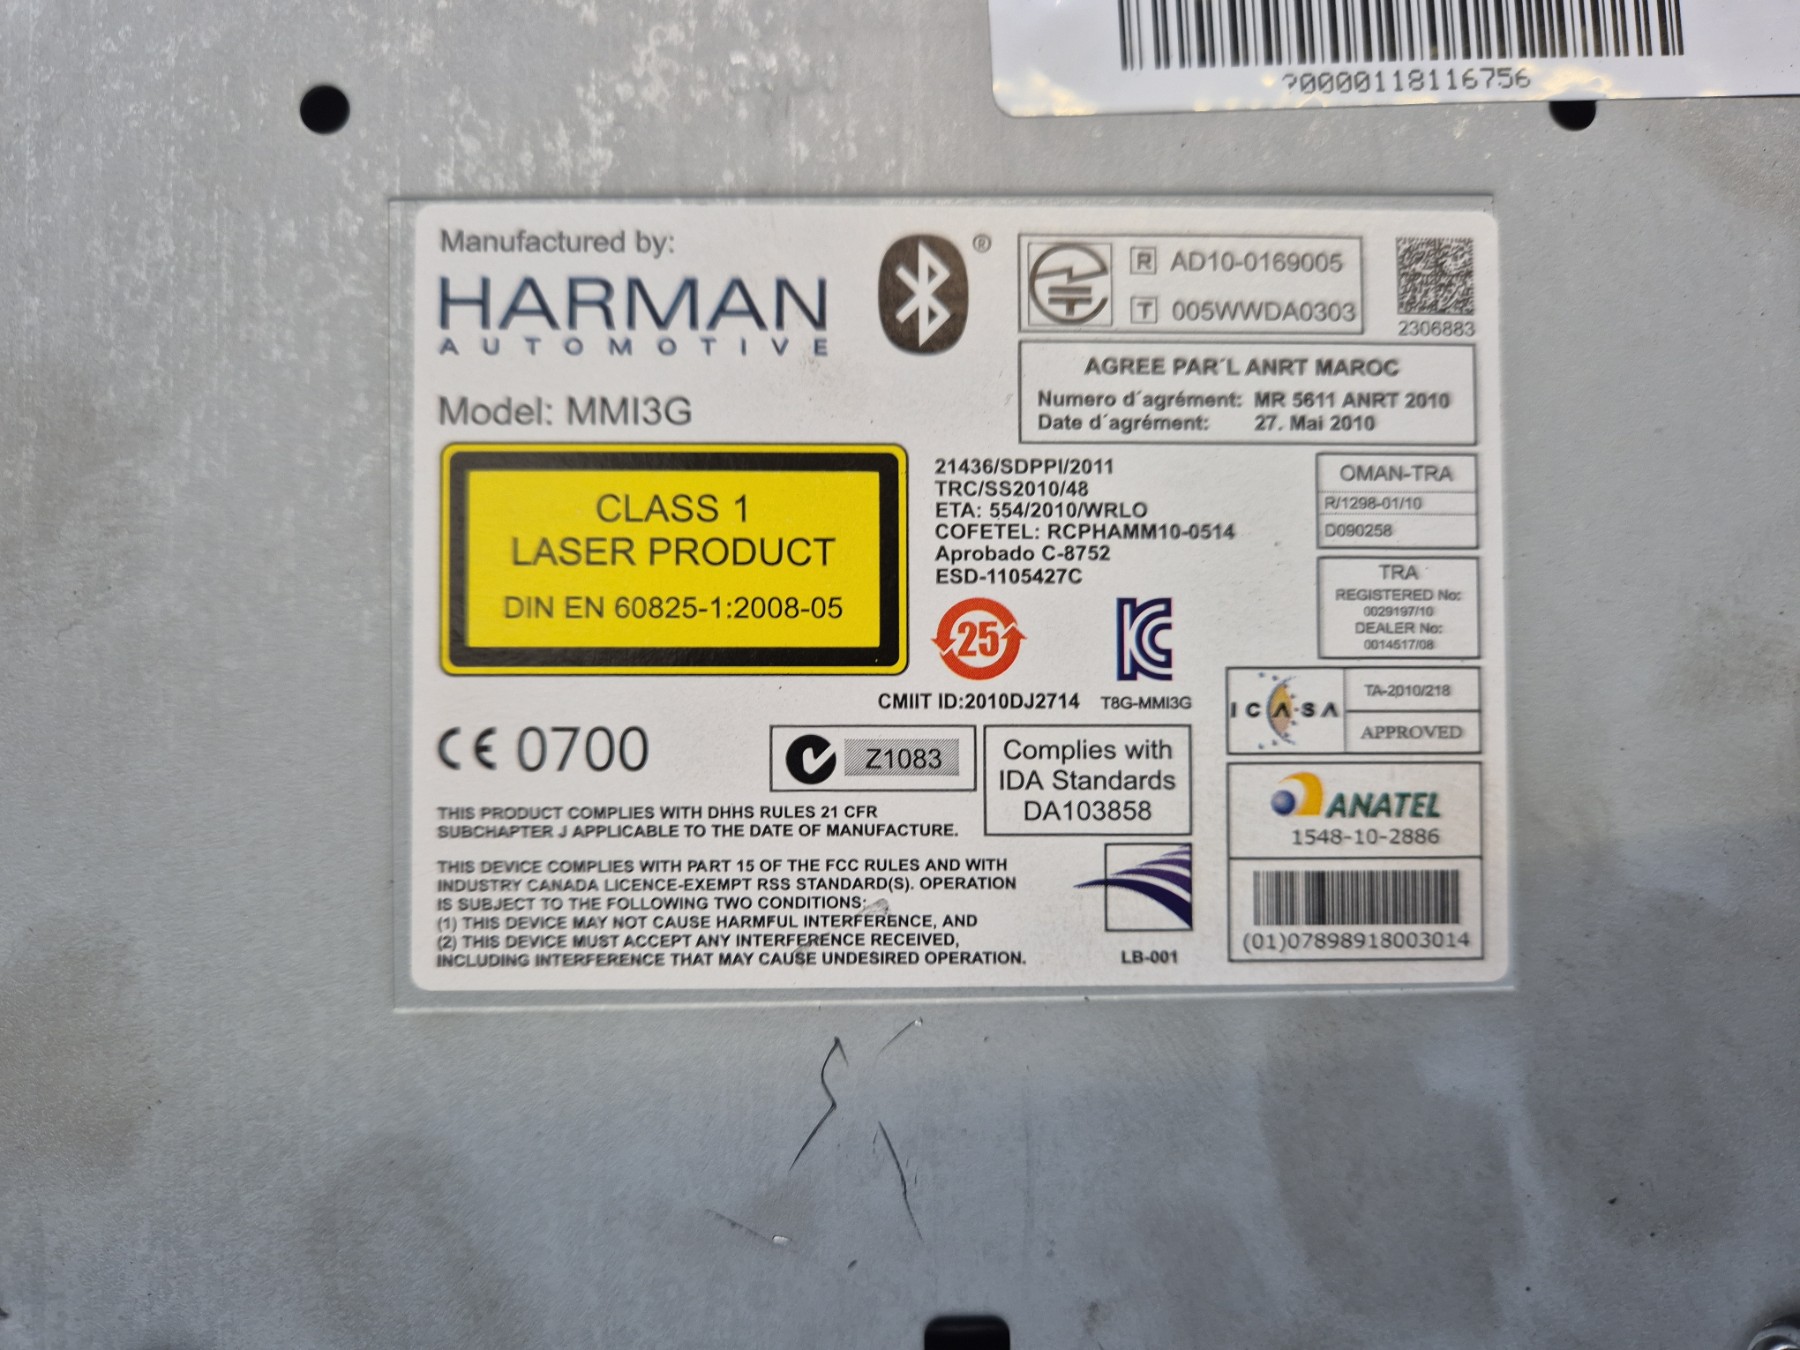 ?0000118116756
Manufactured by:
HARMAN
AUTOMOTIVE
Model: MMI3G
®
R AD10-0169005
T 005WWDA0303
2306883
AGREE PAR´L ANRT MAROC
Numero d´agrément: MR 5611 ANRT 2010
Date d´agrément: 27. Mai 2010
CLASS 1
LASER PRODUCT
DIN EN 60825-1:2008-05
21436/SDPPI/2011
TRC/SS2010/48
ETA: 554/2010/WRLO
COFETEL: RCPHAMM10-0514
Aprobado C-8752
ESD-1105427C
OMAN-TRA
R/1298-01/10
D090258
TRA
REGISTERED No:
0029197/10
DEALER No:
0014517/08
25
KC
CMIIT ID:2010DJ2714
T8G-MMI3G
ICASA
TA-2010/218
APPROVED
CE 0700
Z1083
Complies with
IDA Standards
DA103858
ANATEL
1548-10-2886
(01)07898918003014
THIS PRODUCT COMPLIES WITH DHHS RULES 21 CFR
SUBCHAPTER J APPLICABLE TO THE DATE OF MANUFACTURE.
THIS DEVICE COMPLIES WITH PART 15 OF THE FCC RULES AND WITH
INDUSTRY CANADA LICENCE-EXEMPT RSS STANDARD(S). OPERATION
IS SUBJECT TO THE FOLLOWING TWO CONDITIONS:
(1) THIS DEVICE MAY NOT CAUSE HARMFUL INTERFERENCE, AND
(2) THIS DEVICE MUST ACCEPT ANY INTERFERENCE RECEIVED,
INCLUDING INTERFERENCE THAT MAY CAUSE UNDESIRED OPERATION.
LB-001